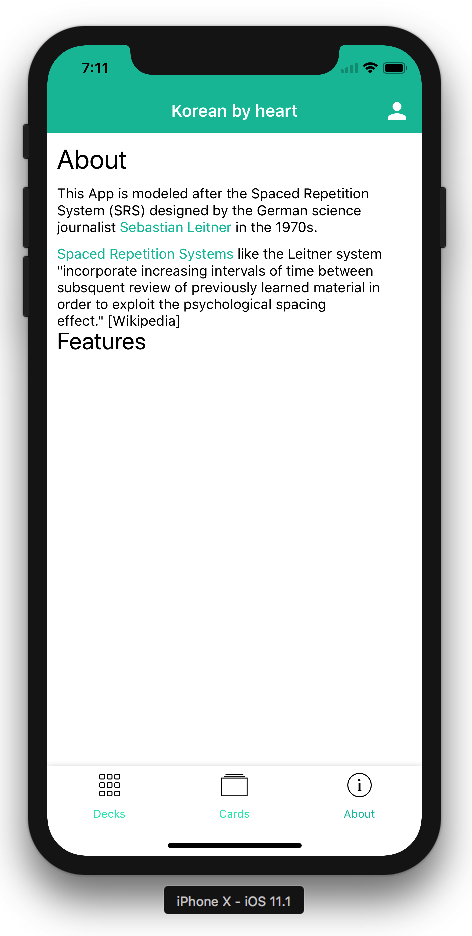 7:11
Korean by heart
About
This App is modeled after the Spaced Repetition
System (SRS) designed by the German science
journalist Sebastian Leitner in the 1970s.
Spaced Repetition Systems like the Leitner system
"incorporate increasing intervals of time between
subsquent review of previously learned material in
order to exploit the psychological spacing
effect." [Wikipedia]
Features
Decks
Cards
About
iPhone X - iOS 11.1